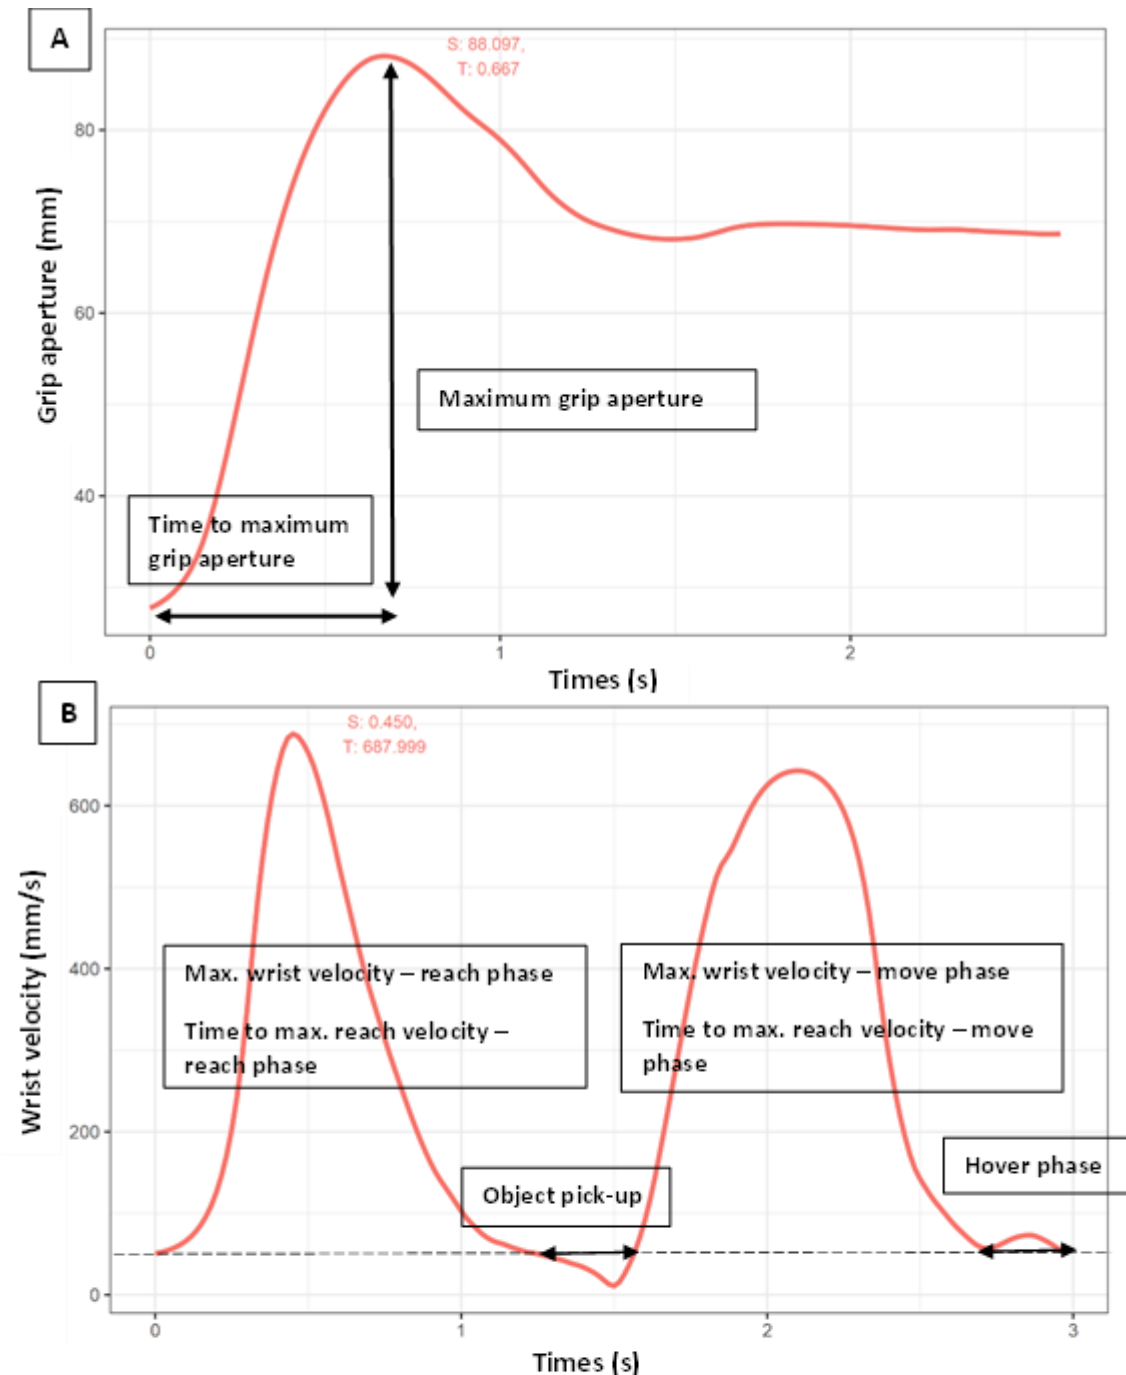 A
S: 88.097,
T: 0.667
80
60
40
Grip aperture (mm)
Maximum grip aperture
Time to maximum
grip aperture
0 1 2
Times (s)
B
S: 0.450,
T: 687.999
600
400
200
0
Wrist velocity (mm/s)
Max. wrist velocity – reach phase
Time to max. reach velocity –
reach phase
Max. wrist velocity – move phase
Time to max. reach velocity – move
phase
Object pick-up
Hover phase
0 1 2 3
Times (s)